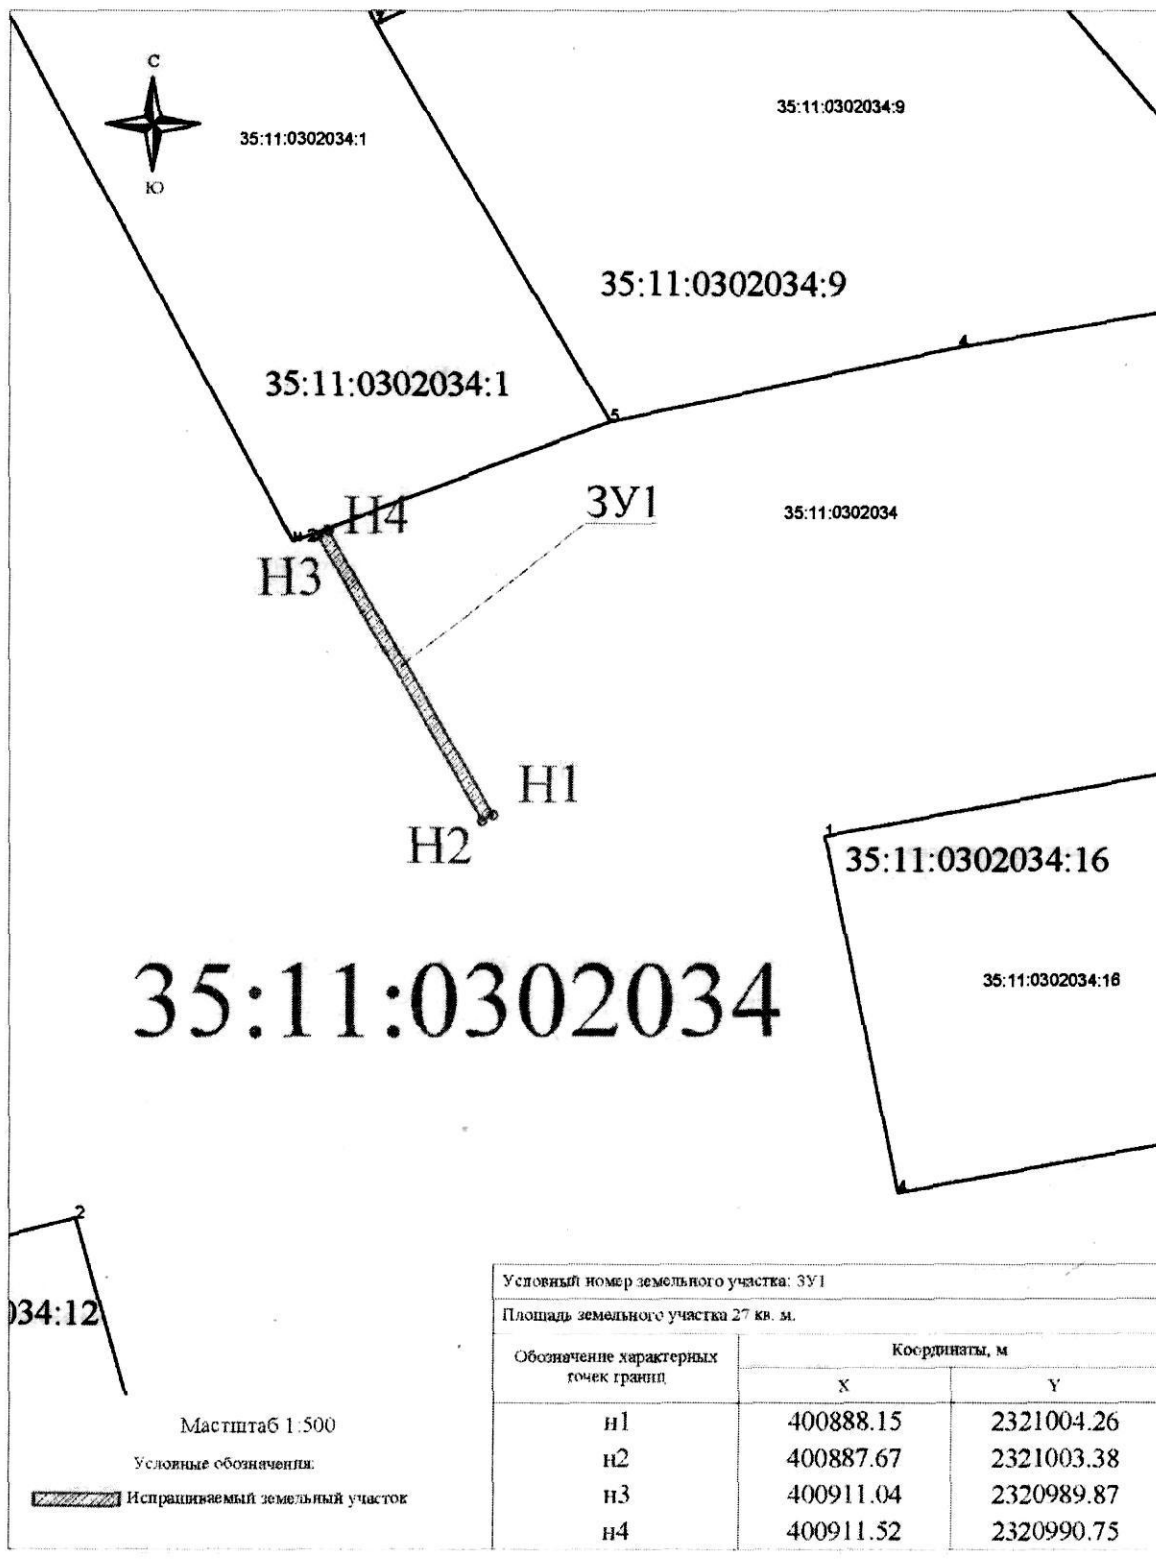 С
Ю
35:11:0302034:1
35:11:0302034:9
35:11:0302034:9
4
35:11:0302034:1
5
Н4
ЗУ1
35:11:0302034
Н3
Н1
Н2
1
35:11:0302034:16
35:11:0302034
35:11:0302034:16
4
2
034:12
Масштаб 1:500
Условные обозначения:
Испрашиваемый земельный участок
Условный номер земельного участка: ЗУ1
Площадь земельного участка 27 кв. м.
Обозначение характерных точек границ
Координаты, м
X Y
н1 400888.15 2321004.26
н2 400887.67 2321003.38
н3 400911.04 2320989.87
н4 400911.52 2320990.75